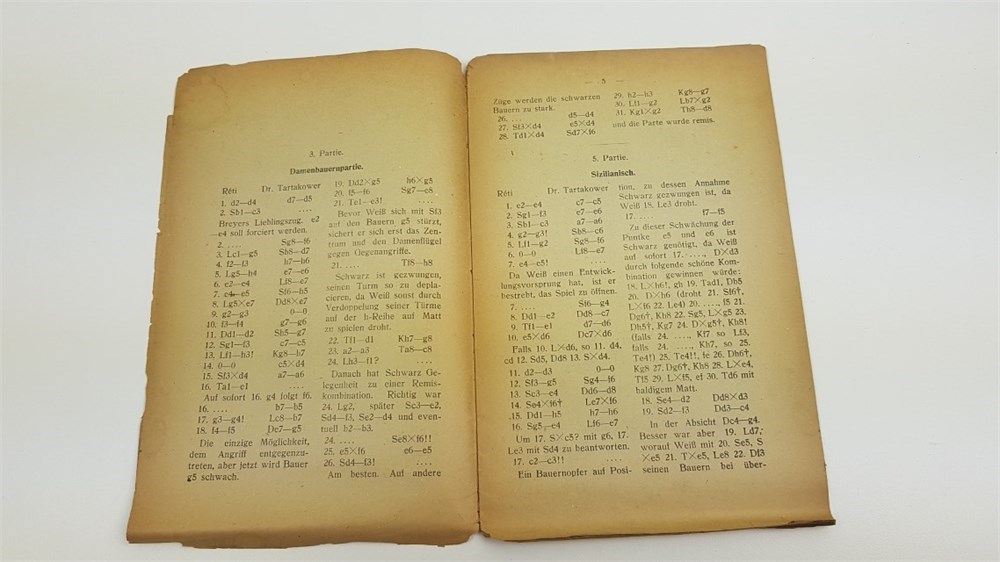 3. Partie.
Damenbauernpartie.
Réti Dr. Tartakower
1. d2—d4 d7—d5
2. Sb1—c3 ....
Breyers Lieblingszug. e2
—e4 soll forciert werden.
2. .... Sg8—f6
3. Lc1—g5 Sb8—d7
4. f2—f3 h7—h6
5. Lg5—h4 e7—e6
6. e2—e4 Lf8—e7
7. e4—e5 Sf6—h5
8. Lg5×e7 Dd8×e7
9. g2—g3 0—0
10. f3—f4 g7—g6
11. Dd1—d2 Sh5—g7
12. Sg1—f3 c7—c5
13. Lf1—h3! Kg8—h7
14. 0—0 c5×d4
15. Sf3×d4 a7—a6
16. Ta1—e1 ....
Auf sofort 16. g4 folgt f6.
16. .... b7—b5
17. g3—g4! Lc8—b7
18. f4—f5 De7—g5
Die einzige Möglichkeit,
dem Angriff entgegenzu-
treten, aber jetzt wird Bauer
g5 schwach.
19. Dd2×g5 h6×g5
20. f5—f6 Sg7—e8
21. Te1—e3! ....
Bevor Weiß sich mit Sf3
auf den Bauern g5 stürzt,
sichert er sich erst das Zen-
trum und den Damenflügel
gegen Gegenangriffe.
21. .... Tf8—h8
Schwarz ist gezwungen,
seinen Turm so zu depla-
cieren, da Weiß sonst durch
Verdoppelung seiner Türme
auf der h-Reihe auf Matt
zu spielen droht.
22. Tf1—d1 Kh7—g8
23. a2—a3 Ta8—c8
24. Lh3—f1? ....
Danach hat Schwarz Ge-
legenheit zu einer Remis-
kombination. Richtig war
24. Lg2, später Sc3—e2,
Sd4—f3, Se2—d4 und even-
tuell b2—b3.
24. .... Se8×f6!!
25. e5×f6 e6—e5
26. Sd4—f3! ....
Am besten. Auf andere
— 5 —
Züge werden die schwarzen
Bauern zu stark.
26. .... d5—d4
27. Sf3×d4 e5×d4
28. Td1×d4 Sd7×f6
29. h2—h3 Kg8—g7
30. Lf1—g2 Lb7×g2
31. Kg1×g2 Th8—d8
und die Parte wurde remis.
5. Partie.
Sizilianisch.
Réti Dr. Tartakower
1. e2—e4 c7—c5
2. Sg1—f3 e7—e6
3. Sb1—c3 a7—a6
4. g2—g3! Sb8—c6
5. Lf1—g2 Sg8—f6
6. 0—0 Lf8—e7
7. e4—e5! ....
Da Weiß einen Entwick-
lungsvorsprung hat, ist er
bestrebt, das Spiel zu öffnen.
7. .... Sf6—g4
8. Dd1—e2 Dd8—c7
9. Tf1—e1 d7—d6
10. e5×d6 Dc7×d6
Falls 10. L×d6, so 11. d4,
cd 12. Sd5, Dd8 13. S×d4.
11. d2—d3 0—0
12. Sf3—g5 Sg4—f6
13. Sc3—e4 Dd6—d8
14. Se4×f6† Le7×f6
15. Dd1—h5 h7—h6
16. Sg5—e4 Lf6—e7
Um 17. S×c5? mit g6, 17.
Le3 mit Sd4 zu beantworten.
17. c2—c3!! ....
Ein Bauernopfer auf Posi-
tion, zu dessen Annahme
Schwarz gezwungen ist, da
Weiß 18. Le3 droht.
17. .... f7—f5
Zu dieser Schwächung der
Punkte e5 und e6 ist
Schwarz genötigt, da Weiß
auf sofort 17. ...., D×d3
durch folgende schöne Kom-
bination gewinnen würde:
18. L×h6!, gh 19. Tad1, Db5
20. D×h6 (droht 21. Sf6†,
L×f6 22. Le4) 20. ...., f5 21.
Dg6†, Kh8 22. Sg5, L×g5 23.
Dh5†, Kg7 24. D×g5†, Kh8!
(falls 24. ...., Kf7 so Lf3,
falls 24. ...., Kh7, so 25.
Te4!) 25. Te4!!, fe 26. Dh6†,
Kg8 27. Dg6†, Kh8 28. L×e4,
Tf5 29. L×f5, ef 30. Td6 mit
baldigem Matt.
18. Se4—d2 Dd8×d3
19. Sd2—f3 Dd3—c4
In der Absicht Dc4—g4.
Besser war aber 19. Ld7,
worauf Weiß mit 20. Se5, S
×e5 21. T×e5, Le8 22. Df3
seinen Bauern bei über-